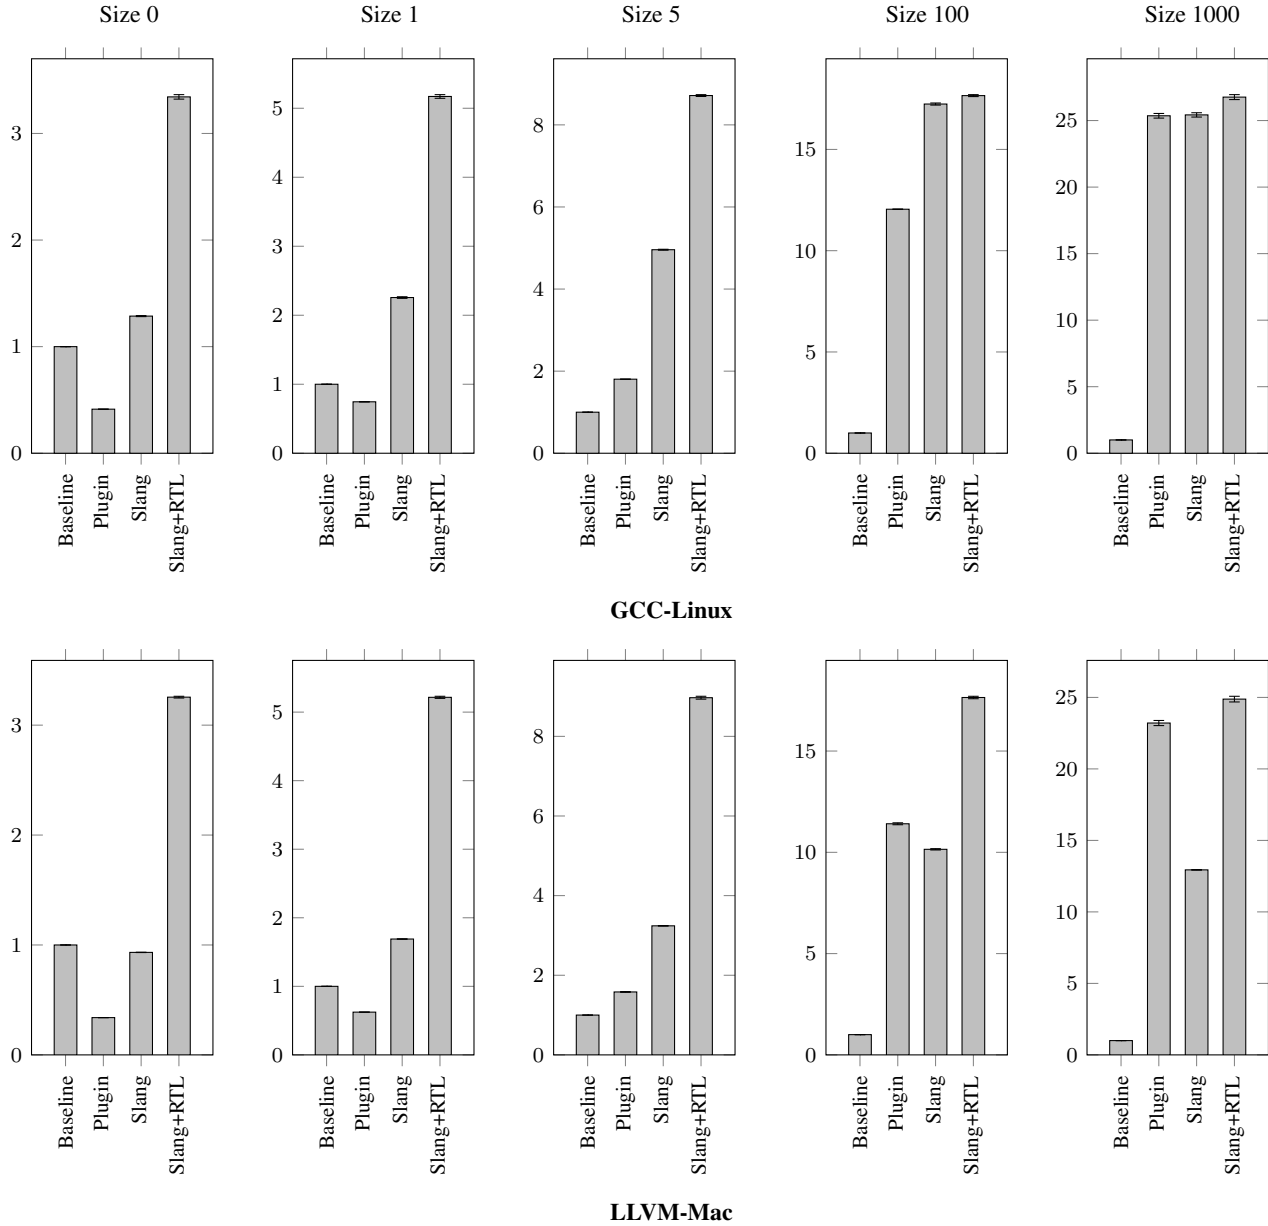 Size 0 Size 1 Size 5 Size 100 Size 1000
3
2
1
0
Baseline
Plugin
Slang
Slang+RTL
5
4
3
2
1
0
Baseline
Plugin
Slang
Slang+RTL
8
6
4
2
0
Baseline
Plugin
Slang
Slang+RTL
15
10
5
0
Baseline
Plugin
Slang
Slang+RTL
25
20
15
10
5
0
Baseline
Plugin
Slang
Slang+RTL
GCC-Linux
3
2
1
0
Baseline
Plugin
Slang
Slang+RTL
5
4
3
2
1
0
Baseline
Plugin
Slang
Slang+RTL
8
6
4
2
0
Baseline
Plugin
Slang
Slang+RTL
15
10
5
0
Baseline
Plugin
Slang
Slang+RTL
25
20
15
10
5
0
Baseline
Plugin
Slang
Slang+RTL
LLVM-Mac